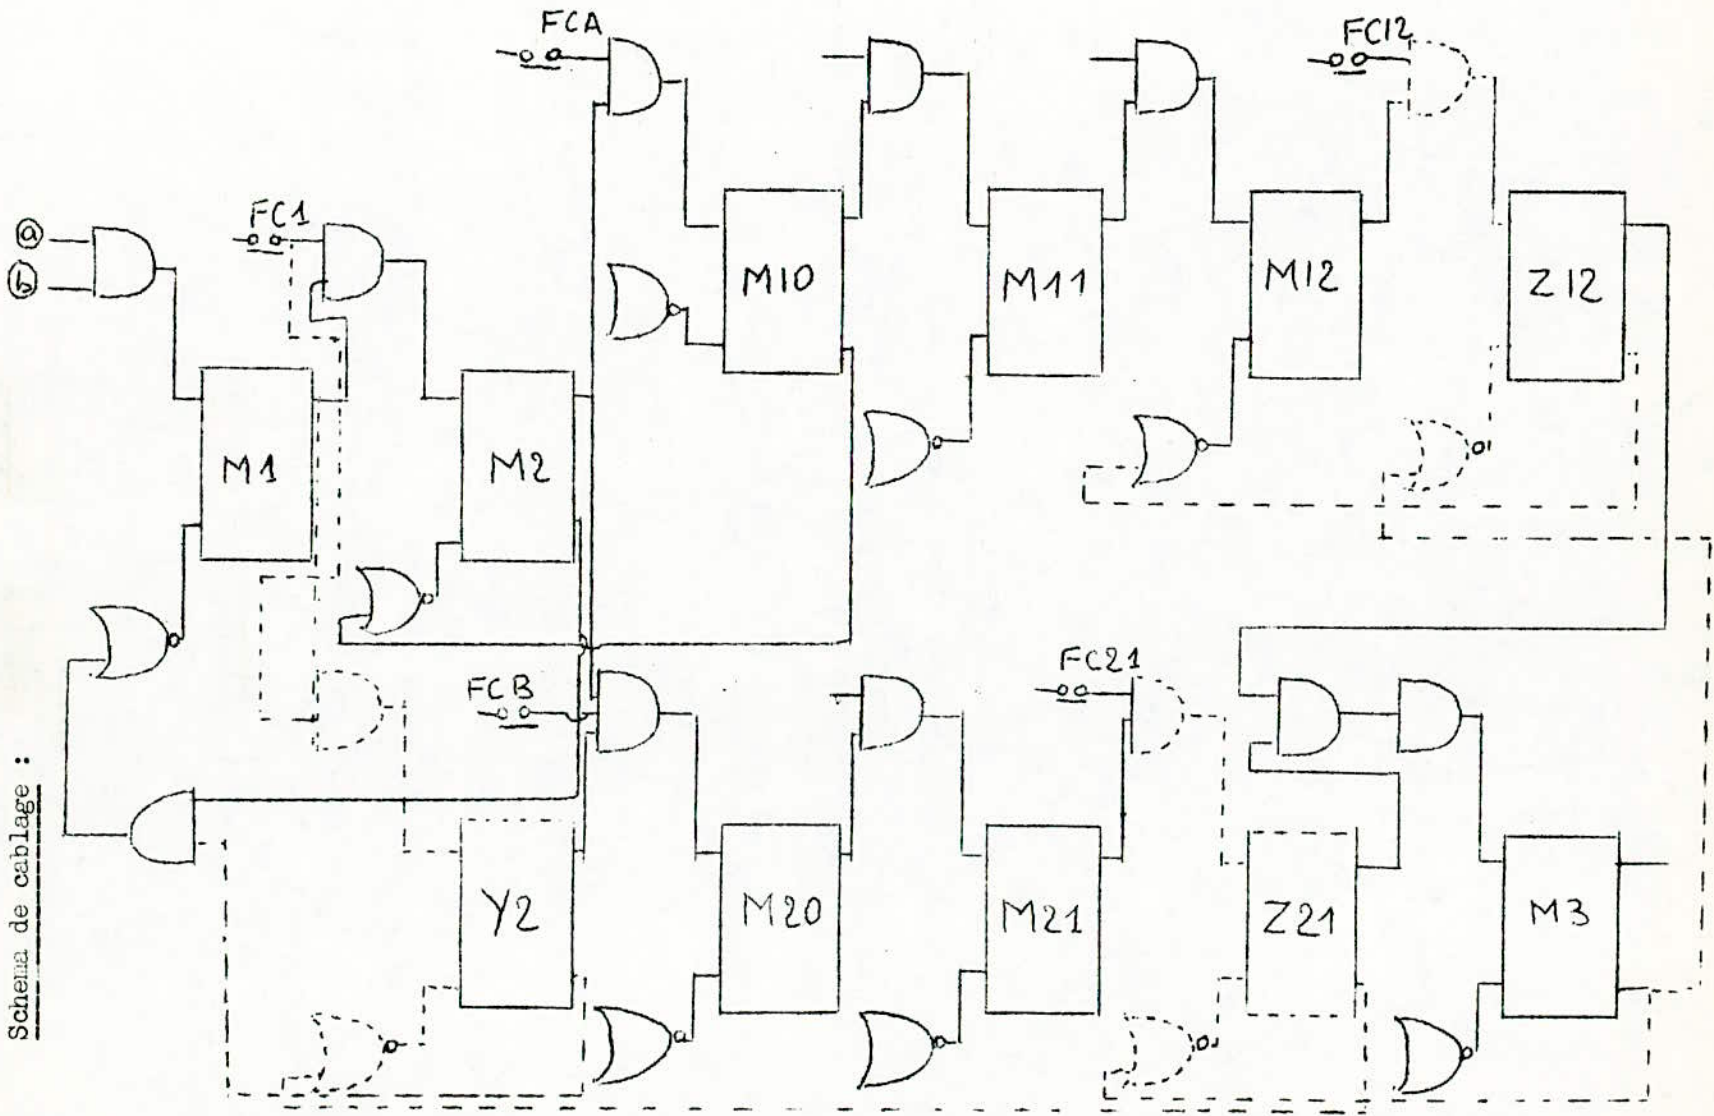 FCA
FC12
FC1
a
b
M10
M11
M12
Z12
M1
M2
FCB
FC21
Y2
M20
M21
Z21
M3
Schema de cablage :